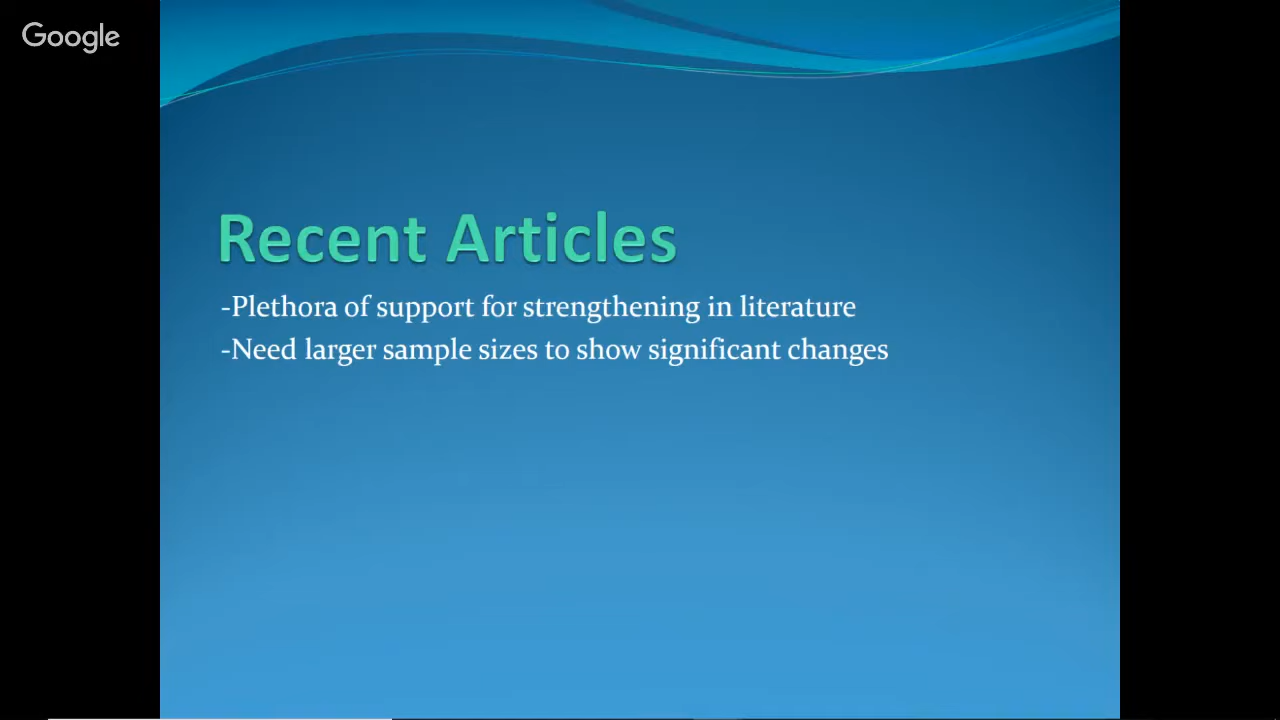 Google
Recent Articles
-Plethora of support for strengthening in literature
-Need larger sample sizes to show significant changes